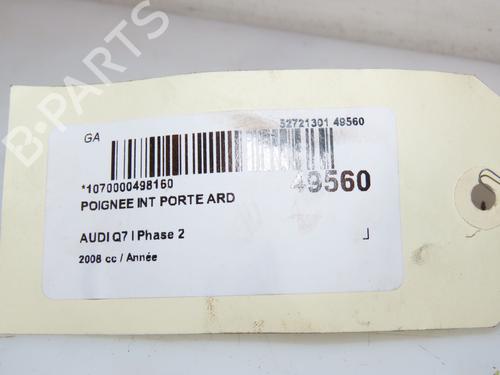 B-PARTS
GA
52721301 49560
*1070000498160
49560
POIGNEE INT PORTE ARD
AUDI Q7 I Phase 2
2008 cc / Année